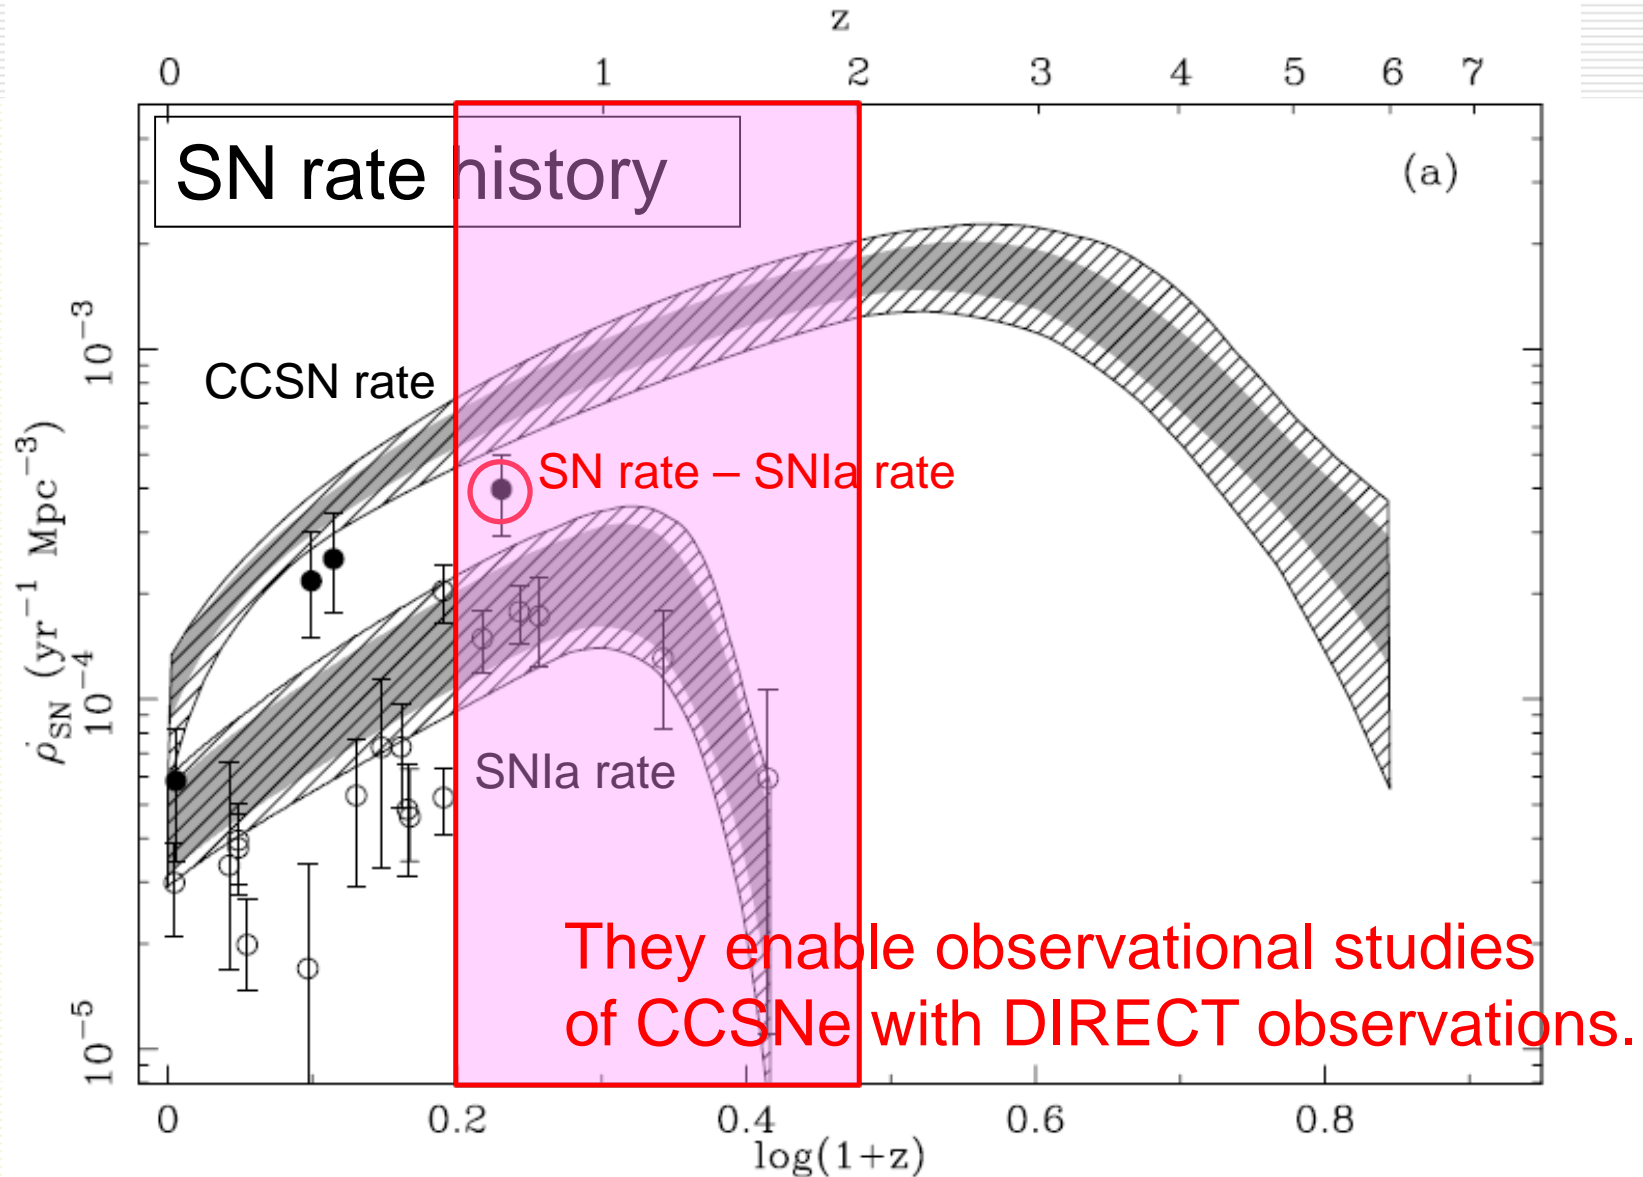 z
0 1 2 3 4 5 6 7
SN rate history
(a)
CCSN rate
SN rate – SNIa rate
SNIa rate
They enable observational studies
of CCSNe with DIRECT observations.
10⁻³
10⁻⁴
10⁻⁵
ρ̇_SN (yr⁻¹ Mpc⁻³)
0 0.2 0.4 0.6 0.8
log(1+z)